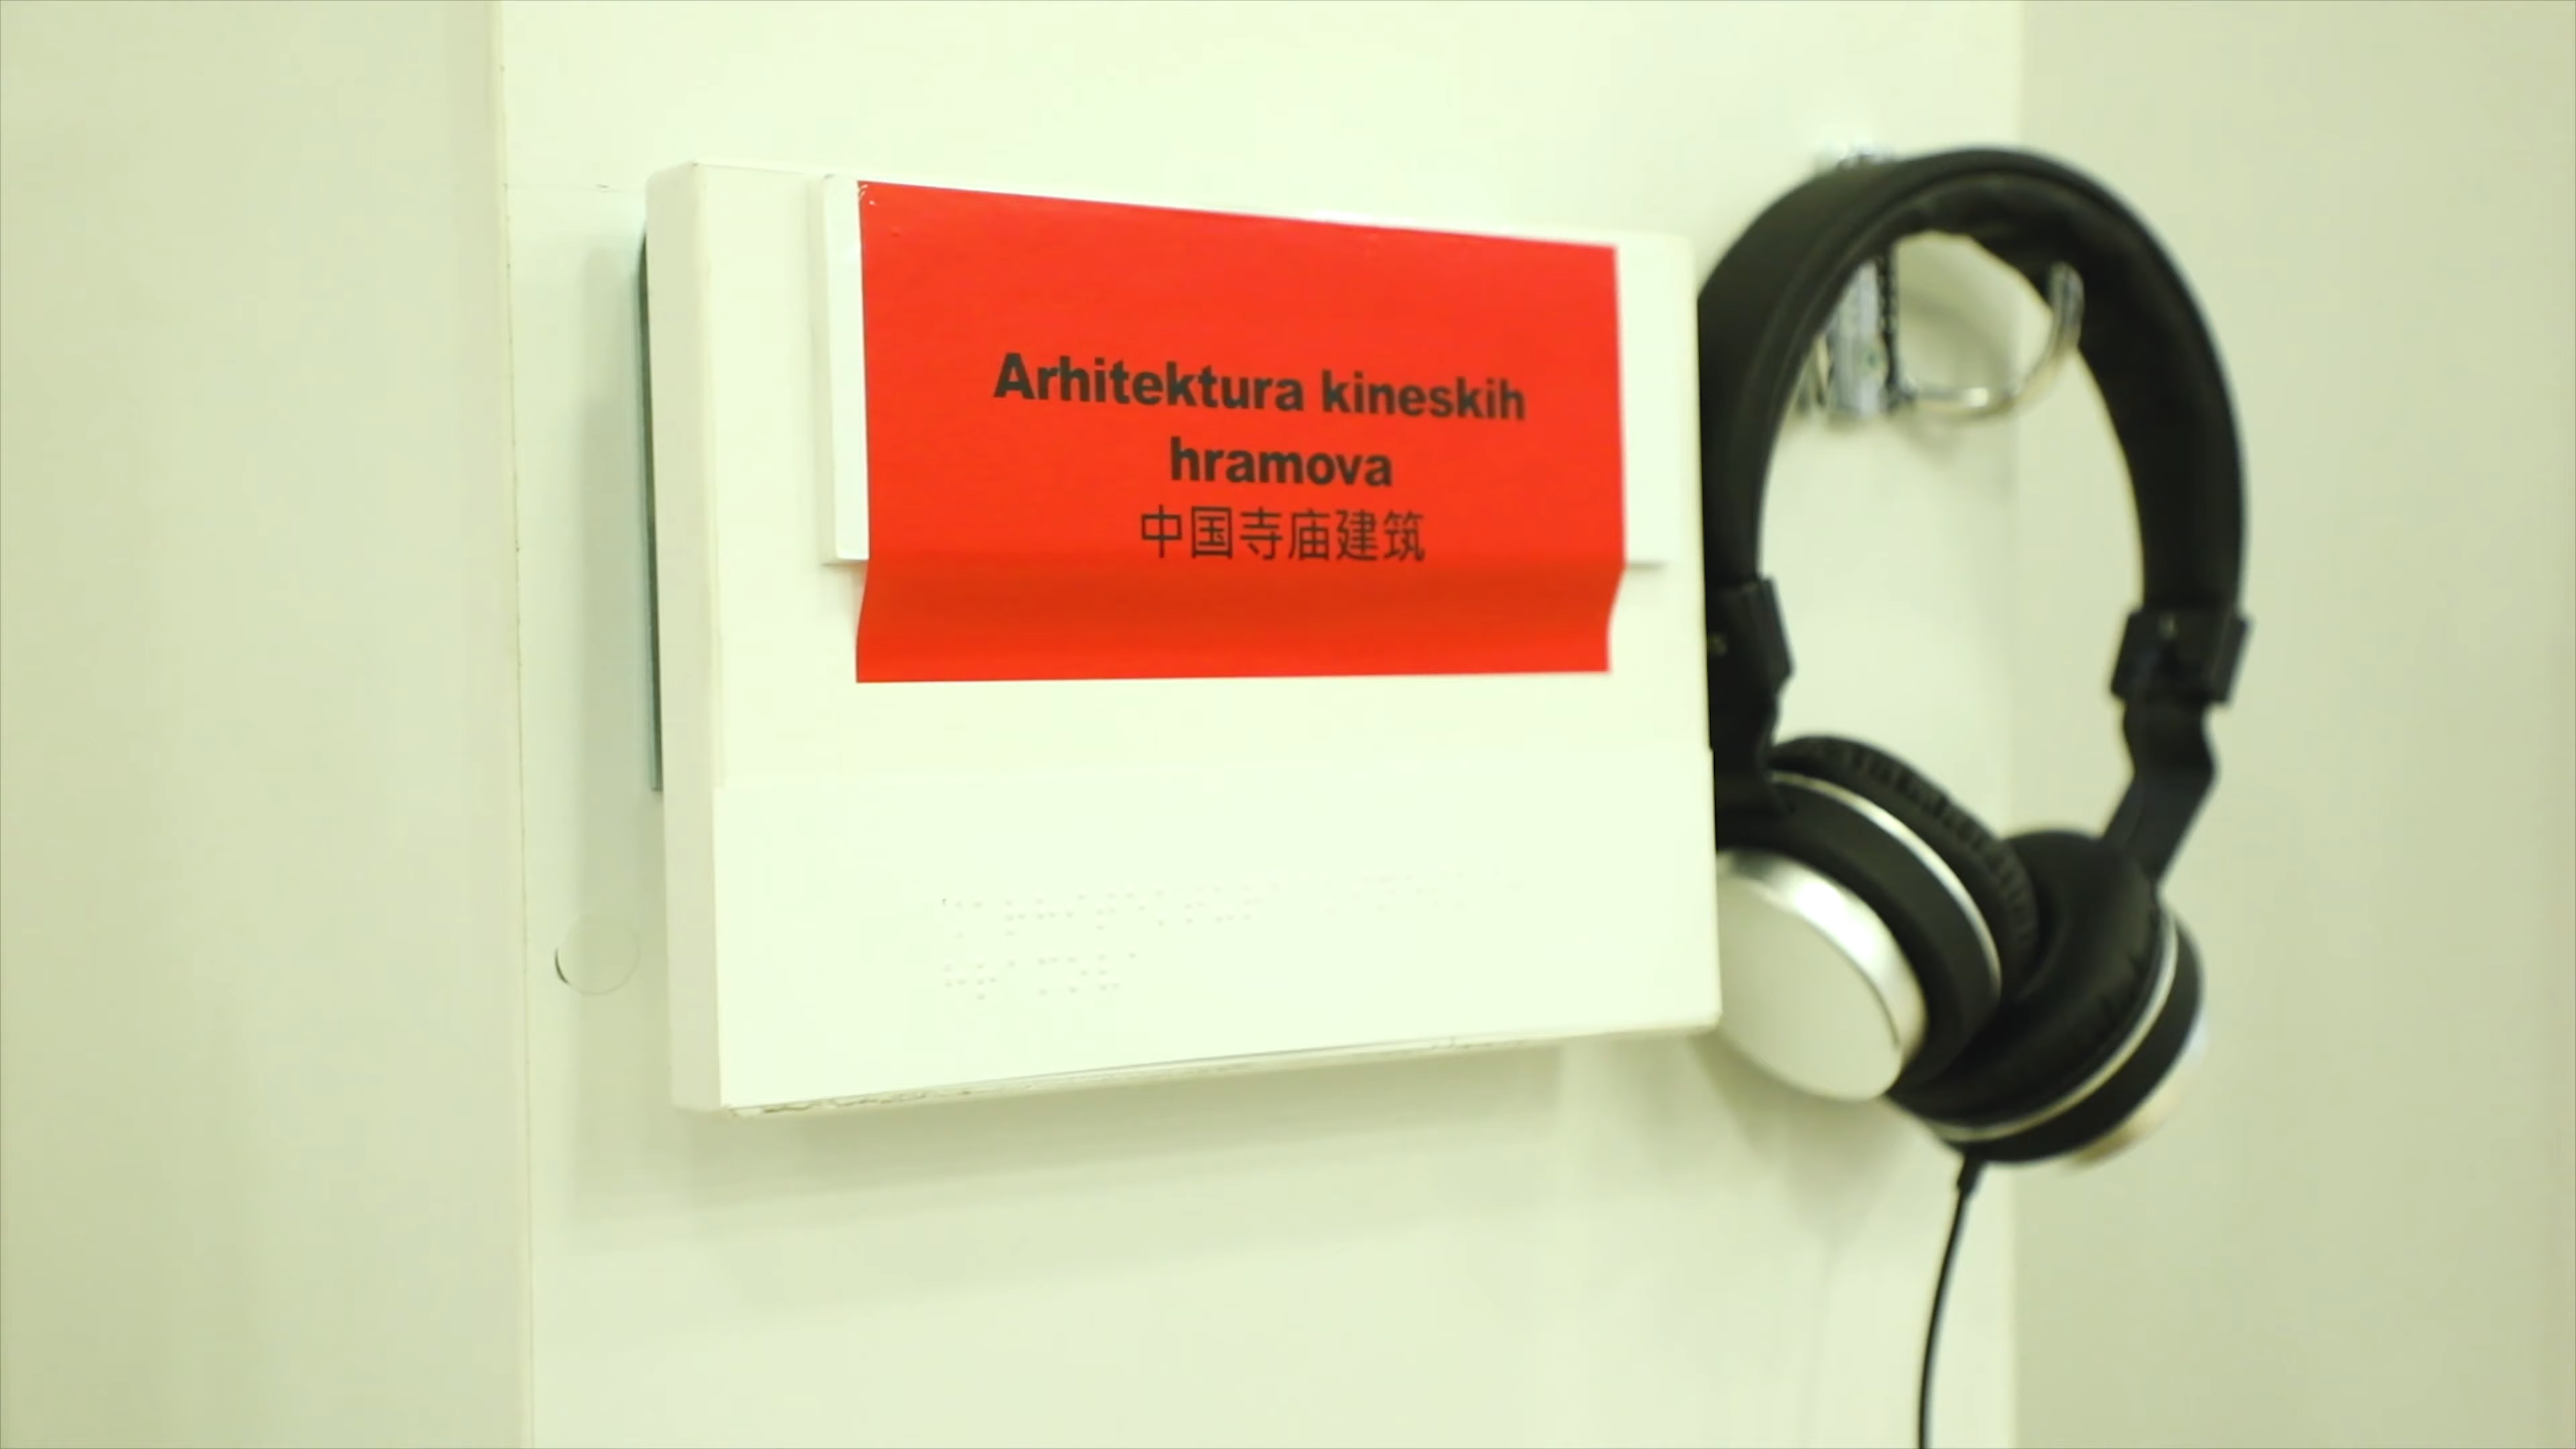 Arhitektura kineskih
hramova
中国寺庙建筑